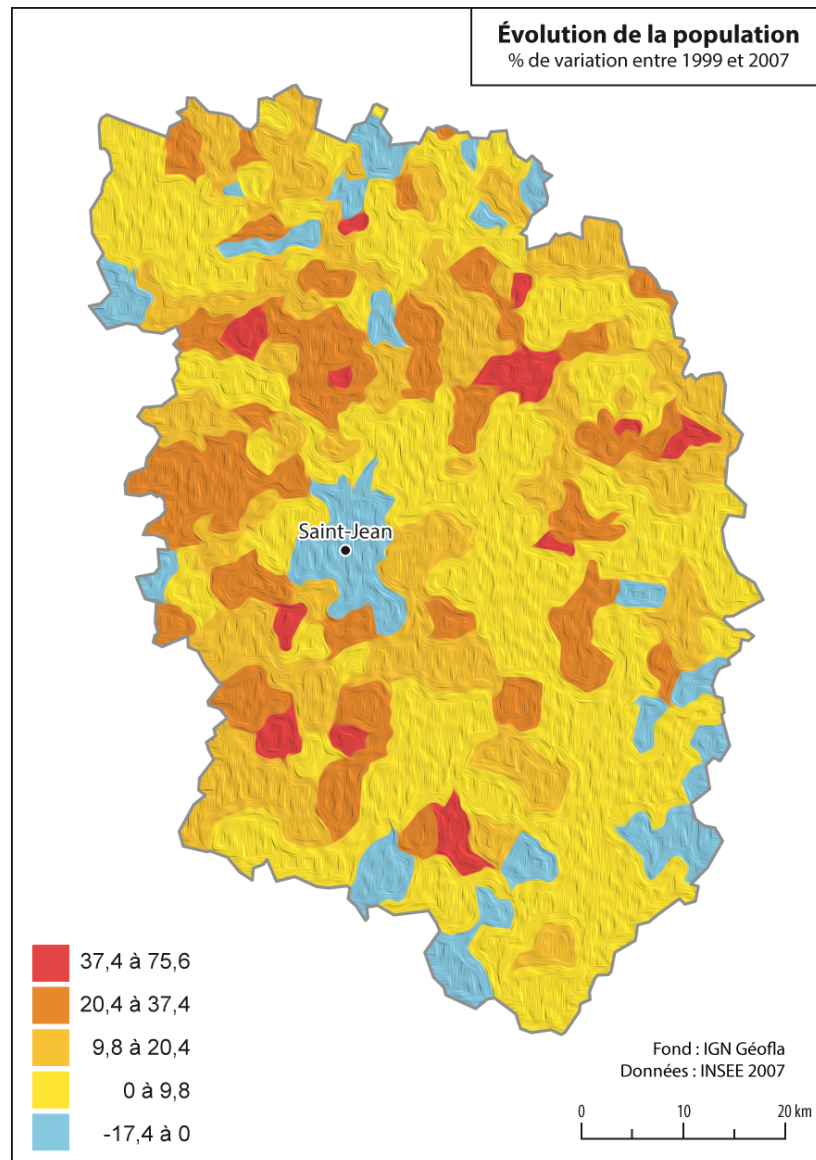 Évolution de la population
% de variation entre 1999 et 2007
Saint-Jean
37,4 à 75,6
20,4 à 37,4
9,8 à 20,4
0 à 9,8
-17,4 à 0
Fond : IGN Géofla
Données : INSEE 2007
0 10 20 km